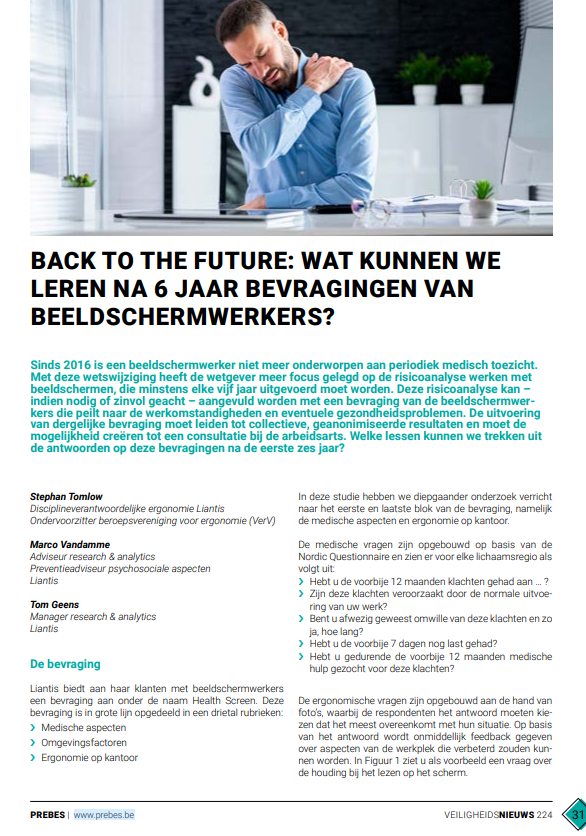 BACK TO THE FUTURE: WAT KUNNEN WE
LEREN NA 6 JAAR BEVRAGINGEN VAN
BEELDSCHERMWERKERS?
Sinds 2016 is een beeldschermwerker niet meer onderworpen aan periodiek medisch toezicht.
Met deze wetswijziging heeft de wetgever meer focus gelegd op de risicoanalyse werken met
beeldschermen, die minstens elke vijf jaar uitgevoerd moet worden. Deze risicoanalyse kan –
indien nodig of zinvol geacht – aangevuld worden met een bevraging van de beeldschermwer-
kers die peilt naar de werkomstandigheden en eventuele gezondheidsproblemen. De uitvoering
van dergelijke bevraging moet leiden tot collectieve, geanonimiseerde resultaten en moet de
mogelijkheid creëren tot een consultatie bij de arbeidsarts. Welke lessen kunnen we trekken uit
de antwoorden op deze bevragingen na de eerste zes jaar?
Stephan Tomlow
Disciplineverantwoordelijke ergonomie Liantis
Ondervoorzitter beroepsvereniging voor ergonomie (VerV)
Marco Vandamme
Adviseur research & analytics
Preventieadviseur psychosociale aspecten
Liantis
Tom Geens
Manager research & analytics
Liantis
De bevraging
Liantis biedt aan haar klanten met beeldschermwerkers
een bevraging aan onder de naam Health Screen. Deze
bevraging is in grote lijn opgedeeld in een drietal rubrieken:
› Medische aspecten
› Omgevingsfactoren
› Ergonomie op kantoor
In deze studie hebben we diepgaander onderzoek verricht
naar het eerste en laatste blok van de bevraging, namelijk
de medische aspecten en ergonomie op kantoor.
De medische vragen zijn opgebouwd op basis van de
Nordic Questionnaire en zien er voor elke lichaamsregio als
volgt uit:
› Hebt u de voorbije 12 maanden klachten gehad aan … ?
› Zijn deze klachten veroorzaakt door de normale uitvoe-
ring van uw werk?
› Bent u afwezig geweest omwille van deze klachten en zo
ja, hoe lang?
› Hebt u de voorbije 7 dagen nog last gehad?
› Hebt u gedurende de voorbije 12 maanden medische
hulp gezocht voor deze klachten?
De ergonomische vragen zijn opgebouwd aan de hand van
foto's, waarbij de respondenten het antwoord moeten kie-
zen dat het meest overeenkomt met hun situatie. Op basis
van het antwoord wordt onmiddellijk feedback gegeven
over aspecten van de werkplek die verbeterd zouden kun-
nen worden. In Figuur 1 ziet u als voorbeeld een vraag over
de houding bij het lezen op het scherm.
PREBES | www.prebes.be
VEILIGHEIDSNIEUWS 224
31